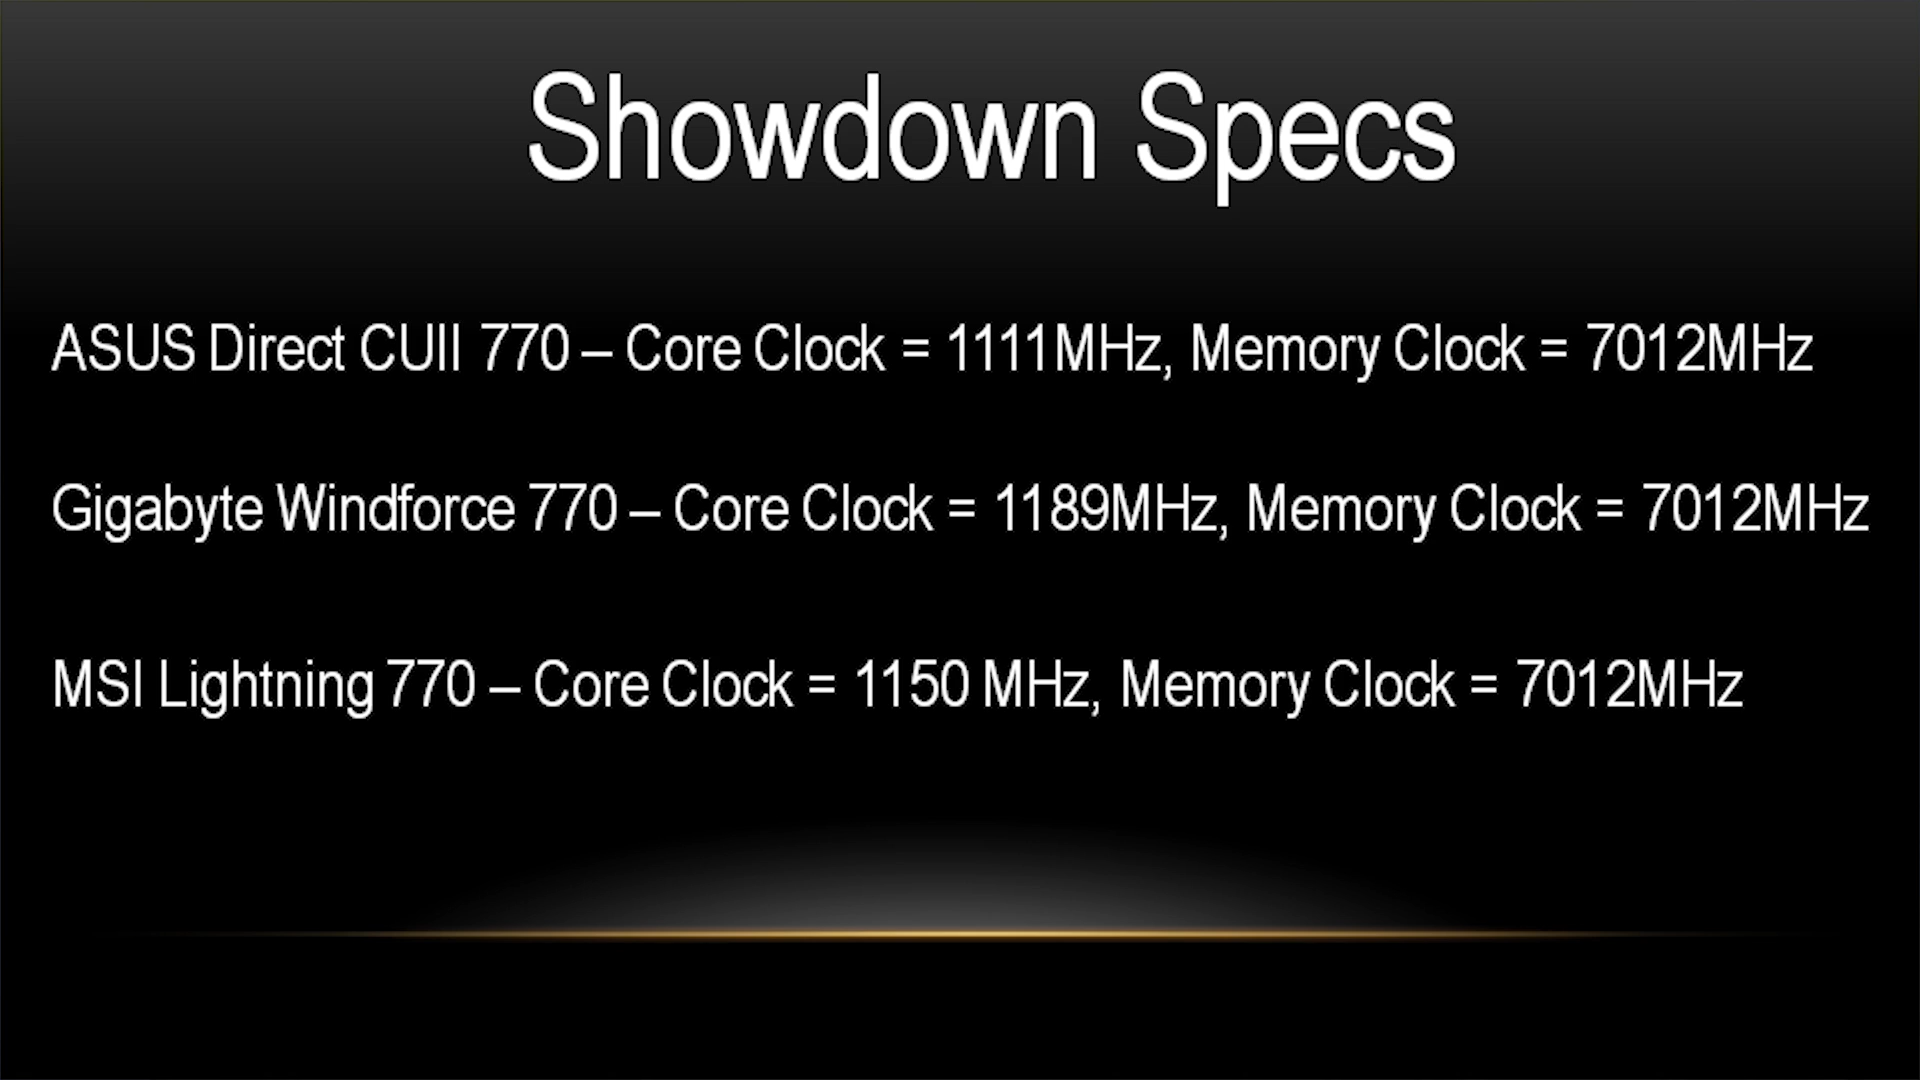 Showdown Specs
ASUS Direct CUII 770 – Core Clock = 1111MHz, Memory Clock = 7012MHz
Gigabyte Windforce 770 – Core Clock = 1189MHz, Memory Clock = 7012MHz
MSI Lightning 770 – Core Clock = 1150 MHz, Memory Clock = 7012MHz